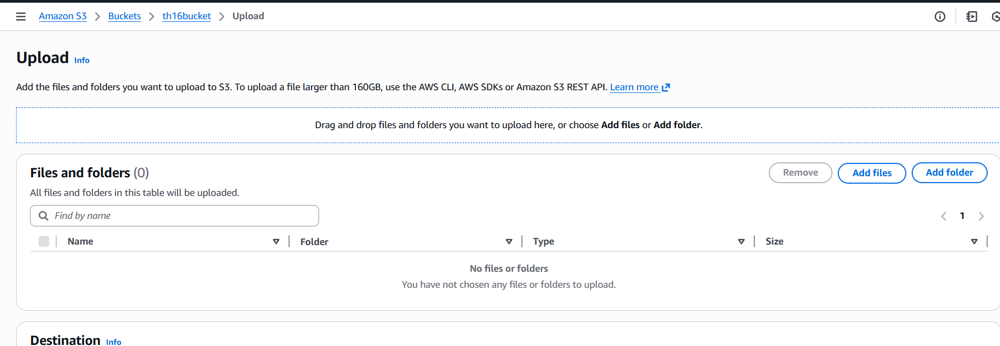 Amazon S3 > Buckets > th16bucket > Upload
Upload Info
Add the files and folders you want to upload to S3. To upload a file larger than 160GB, use the AWS CLI, AWS SDKs or Amazon S3 REST API. Learn more
Drag and drop files and folders you want to upload here, or choose Add files or Add folder.
Files and folders (0)
Remove
Add files
Add folder
All files and folders in this table will be uploaded.
Find by name
1
Name Folder Type Size
No files or folders
You have not chosen any files or folders to upload.
Destination Info